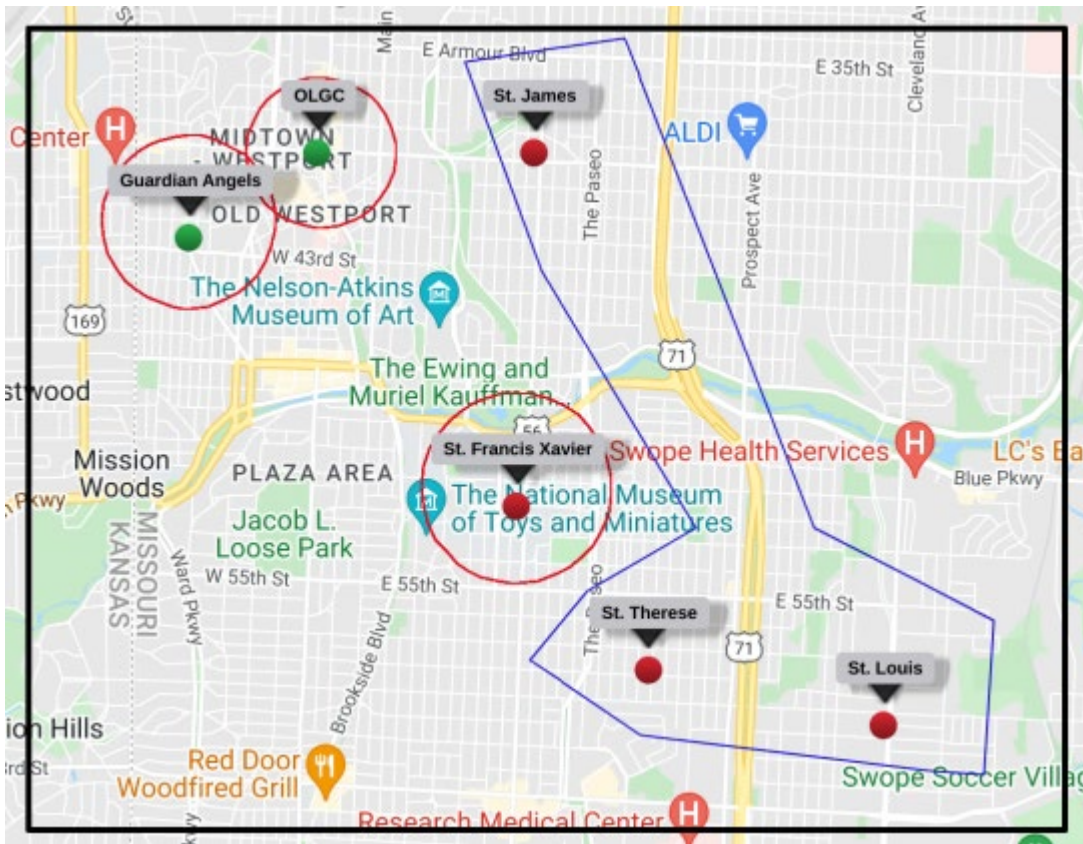 Main
E Armour Blvd
E 35th St
Cleveland Av
OLGC
St. James
Center
H
MIDTOWN
- WESTPORT
ALDI
Guardian Angels
OLD WESTPORT
The Paseo
Prospect Ave
W 43rd St
The Nelson-Atkins
Museum of Art
169
71
The Ewing and
Muriel Kauffman...
stwood
56
St. Francis Xavier
Swope Health Services
H
LC's Ba
Mission
Woods
PLAZA AREA
Blue Pkwy
n Pkwy
The National Museum
of Toys and Miniatures
Jacob L.
Loose Park
KANSAS
MISSOURI
Ward Pkwy
W 55th St
E 55th St
E 55th St
St. Therese
71
Brookside Blvd
St. Louis
ion Hills
3rd St
Red Door
Woodfired Grill
Swope Soccer Villag
Research Medical Center
H